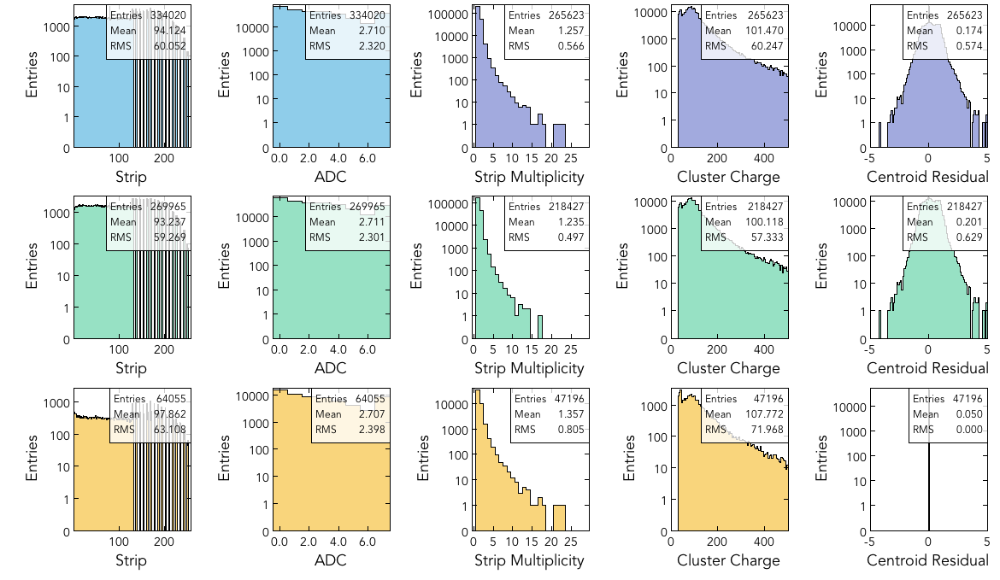 Entries 334020
Mean 94.124
RMS 60.052
1000
100
10
1
0
100 200
Strip
Entries
Entries 334020
Mean 2.710
RMS 2.320
10000
1000
100
10
1
0
0.0 2.0 4.0 6.0
ADC
Entries
Entries 265623
Mean 1.257
RMS 0.566
100000
10000
1000
100
10
1
0
0 5 10 15 20 25
Strip Multiplicity
Entries
Entries 265623
Mean 101.470
RMS 60.247
10000
1000
100
10
1
0
0 200 400
Cluster Charge
Entries
Entries 265623
Mean 0.174
RMS 0.574
10000
1000
100
10
1
0
-5 0 5
Centroid Residual
Entries
Entries 269965
Mean 93.237
RMS 59.269
1000
100
10
1
0
100 200
Strip
Entries
Entries 269965
Mean 2.711
RMS 2.301
10000
1000
100
10
1
0
0.0 2.0 4.0 6.0
ADC
Entries
Entries 218427
Mean 1.235
RMS 0.497
100000
10000
1000
100
10
1
0
0 5 10 15 20 25
Strip Multiplicity
Entries
Entries 218427
Mean 100.118
RMS 57.333
10000
1000
100
10
1
0
0 200 400
Cluster Charge
Entries
Entries 218427
Mean 0.201
RMS 0.629
10000
1000
100
10
1
0
-5 0 5
Centroid Residual
Entries
Entries 64055
Mean 97.862
RMS 63.108
1000
100
10
1
0
100 200
Strip
Entries
Entries 64055
Mean 2.707
RMS 2.398
10000
1000
100
10
1
0
0.0 2.0 4.0 6.0
ADC
Entries
Entries 47196
Mean 1.357
RMS 0.805
10000
1000
100
10
1
0
0 5 10 15 20 25
Strip Multiplicity
Entries
Entries 47196
Mean 107.772
RMS 71.968
1000
100
10
1
0
0 200 400
Cluster Charge
Entries
Entries 47196
Mean 0.050
RMS 0.000
10000
1000
100
10
1
0
-5 0 5
Centroid Residual
Entries